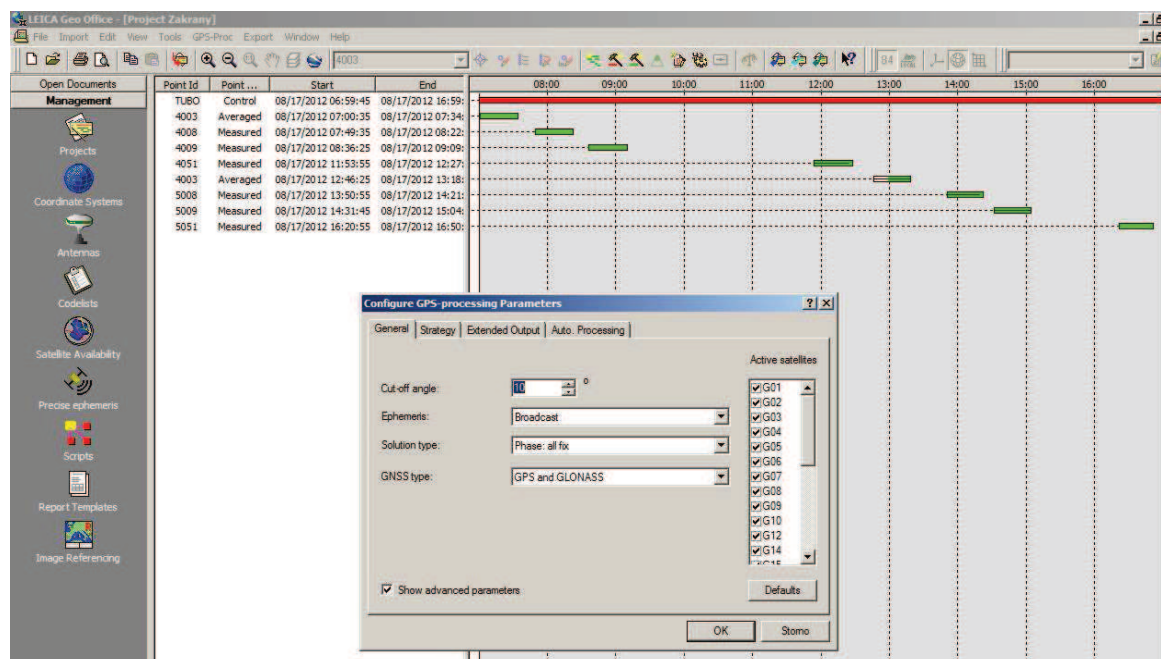 LEICA Geo Office - [Project Zakrany]
File Import Edit View Tools GPS-Proc Export Window Help
4003 84
Open Documents
Management
Projects
Coordinate Systems
Antennas
Codelists
Satellite Availability
Precise ephemeris
Scripts
Report Templates
Image Referencing
Point Id Point ... Start End 08:00 09:00 10:00 11:00 12:00 13:00 14:00 15:00 16:00
TUBO Control 08/17/2012 06:59:45 08/17/2012 16:59:
4003 Averaged 08/17/2012 07:00:35 08/17/2012 07:34:
4008 Measured 08/17/2012 07:49:35 08/17/2012 08:22:
4009 Measured 08/17/2012 08:36:25 08/17/2012 09:09:
4051 Measured 08/17/2012 11:53:55 08/17/2012 12:27:
4003 Averaged 08/17/2012 12:46:25 08/17/2012 13:18:
5008 Measured 08/17/2012 13:50:55 08/17/2012 14:21:
5009 Measured 08/17/2012 14:31:45 08/17/2012 15:04:
5051 Measured 08/17/2012 16:20:55 08/17/2012 16:50:
Configure GPS-processing Parameters
General Strategy Extended Output Auto. Processing
Cut-off angle: 10 °
Ephemeris: Broadcast
Solution type: Phase: all fix
GNSS type: GPS and GLONASS
Active satellites
G01
G02
G03
G04
G05
G06
G07
G08
G09
G10
G12
G14
G15
Show advanced parameters
Defaults
OK Storno